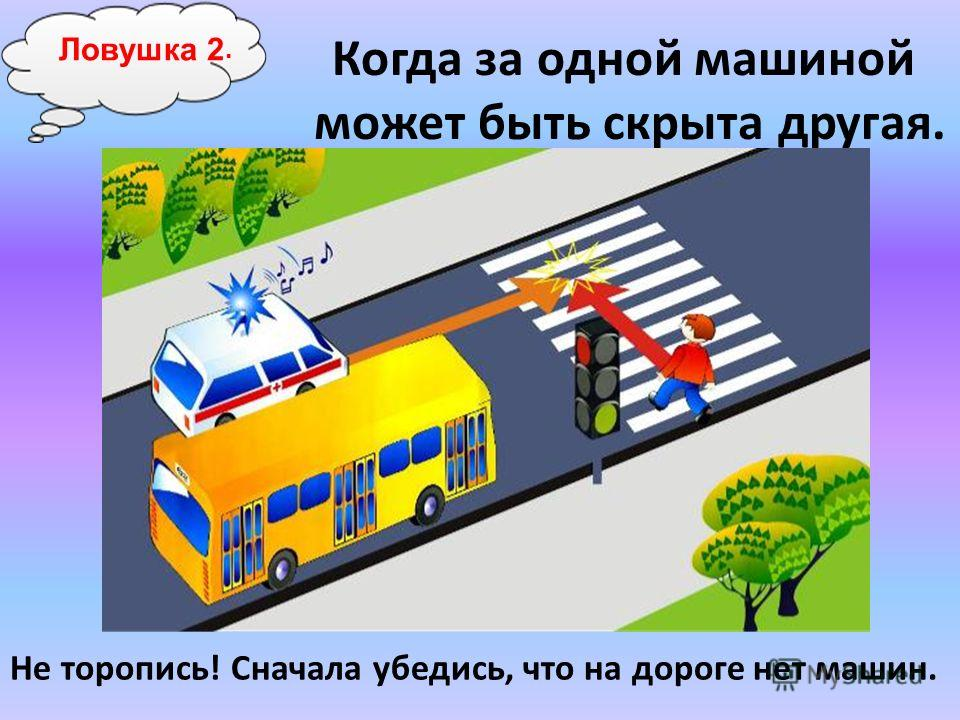 Ловушка 2.
Когда за одной машиной
может быть скрыта другая.
Не торопись! Сначала убедись, что на дороге нет машин.
MyShared